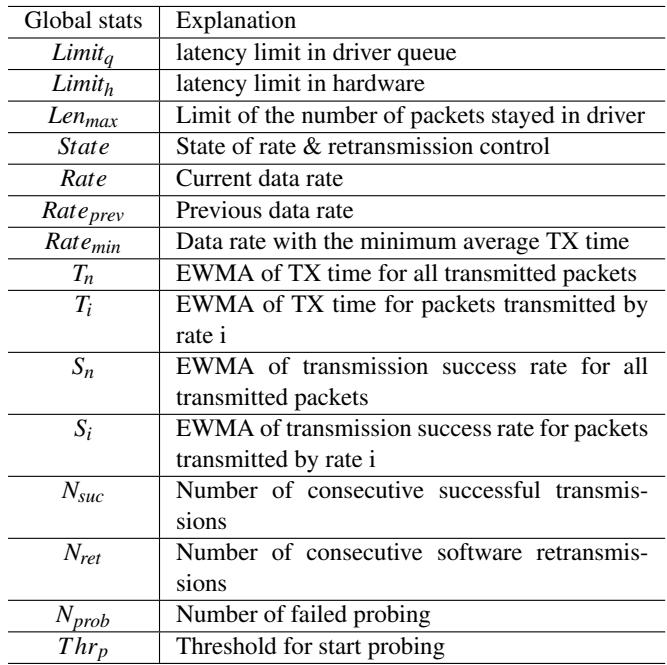 Global stats Explanation
Limit_q latency limit in driver queue
Limit_h latency limit in hardware
Len_max Limit of the number of packets stayed in driver
State State of rate & retransmission control
Rate Current data rate
Rate_prev Previous data rate
Rate_min Data rate with the minimum average TX time
T_n EWMA of TX time for all transmitted packets
T_i EWMA of TX time for packets transmitted by
rate i
S_n EWMA of transmission success rate for all
transmitted packets
S_i EWMA of transmission success rate for packets
transmitted by rate i
N_suc Number of consecutive successful transmis-
sions
N_ret Number of consecutive software retransmis-
sions
N_prob Number of failed probing
Thr_p Threshold for start probing